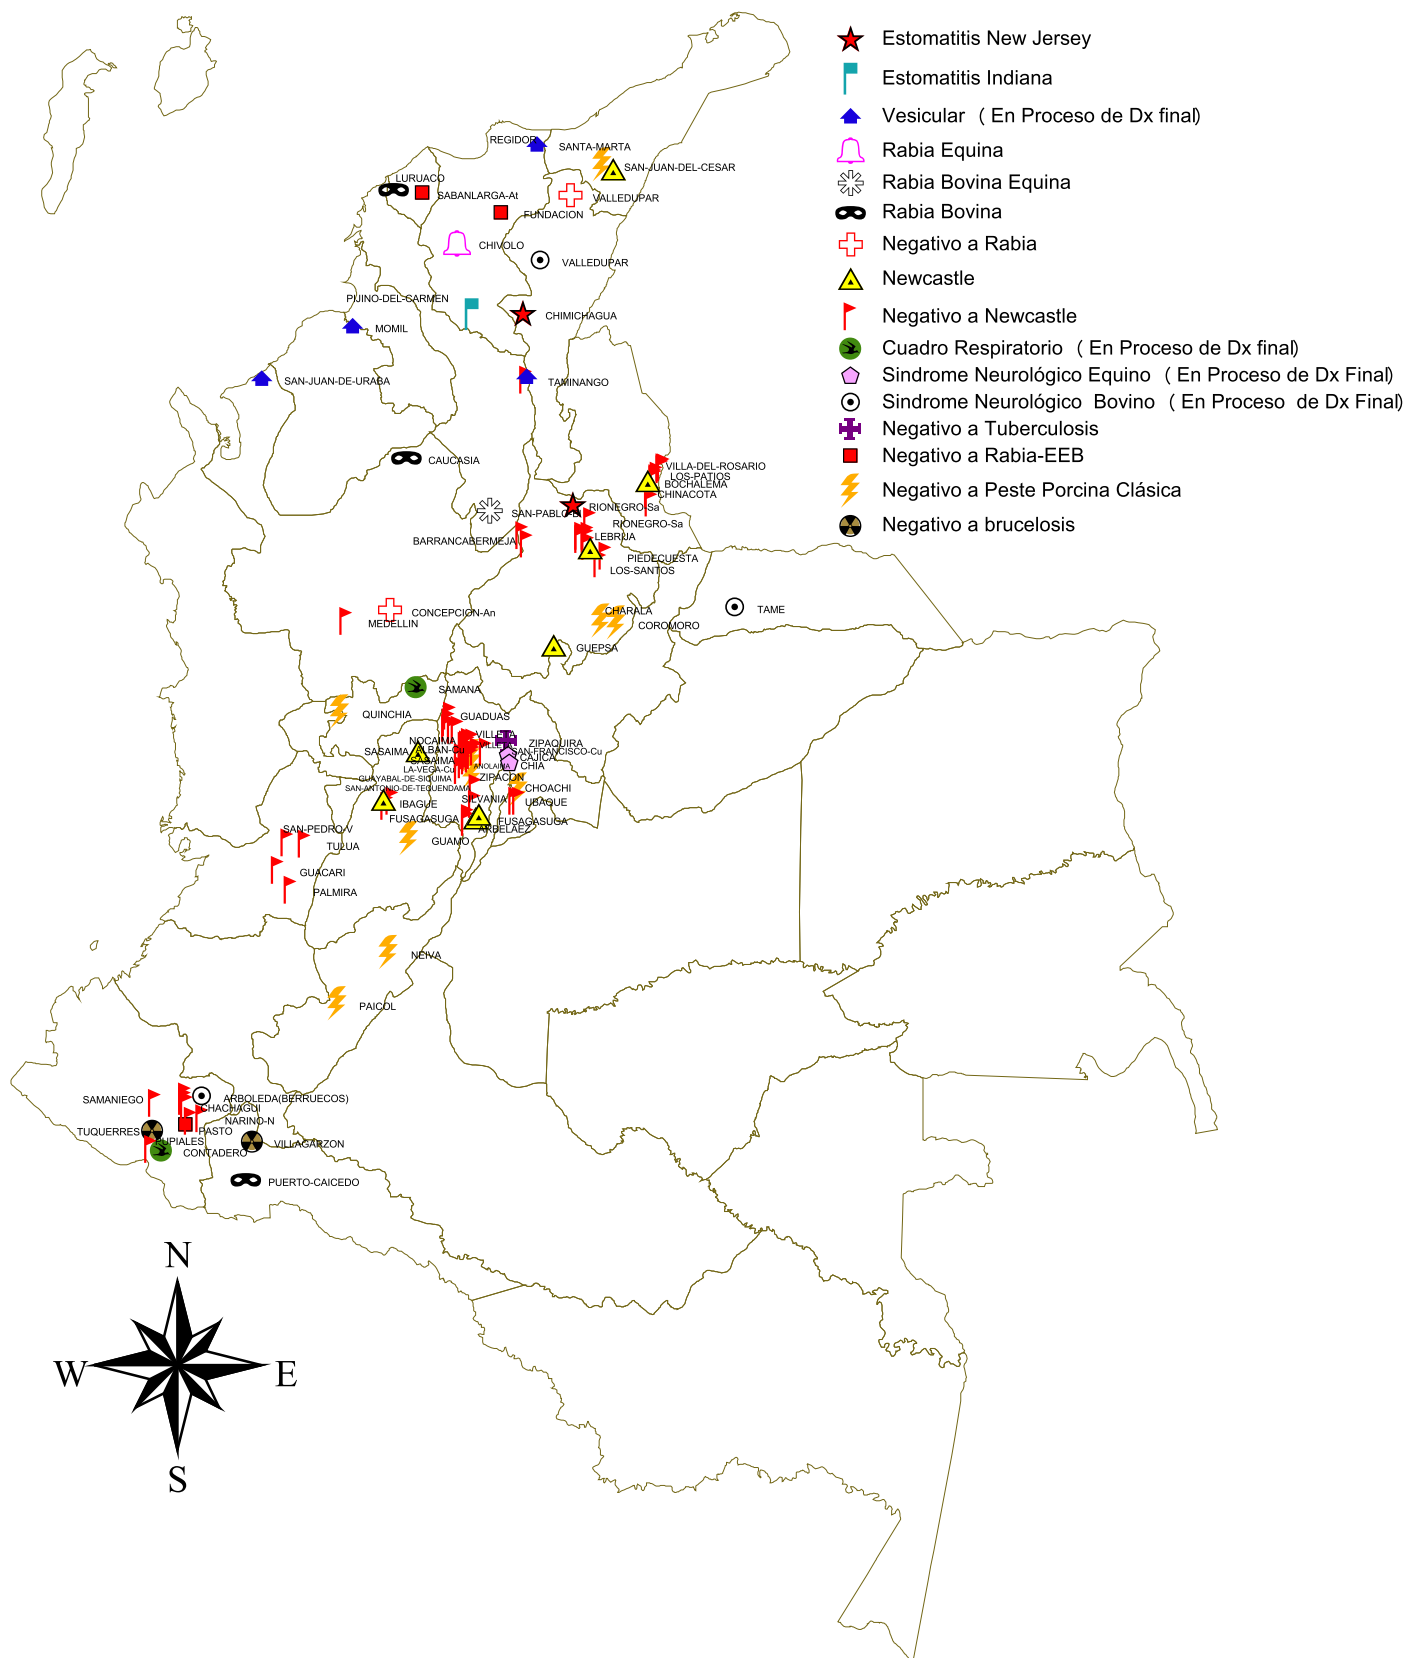 Estomatitis New Jersey
Estomatitis Indiana
Vesicular ( En Proceso de Dx final)
Rabia Equina
Rabia Bovina Equina
Rabia Bovina
Negativo a Rabia
Newcastle
Negativo a Newcastle
Cuadro Respiratorio ( En Proceso de Dx final)
Sindrome Neurológico Equino ( En Proceso de Dx Final)
Sindrome Neurológico Bovino ( En Proceso de Dx Final)
Negativo a Tuberculosis
Negativo a Rabia-EEB
Negativo a Peste Porcina Clásica
Negativo a brucelosis
REGIDOR
SANTA-MARTA
SAN-JUAN-DEL-CESAR
LURUACO
SABANLARGA-At
VALLEDUPAR
FUNDACION
CHIVOLO
VALLEDUPAR
PIJINO-DEL-CARMEN
CHIMICHAGUA
MOMIL
SAN-JUAN-DE-URABA
TAMINANGO
CAUCASIA
VILLA-DEL-ROSARIO
LOS-PATIOS
BOCHALEMA
CHINACOTA
RIONEGRO-Sa
SAN-PABLO-Bl
RIONEGRO-Sa
BARRANCABERMEJA
LEBRIJA
PIEDECUESTA
LOS-SANTOS
CONCEPCION-An
MEDELLIN
CHARALA
COROMORO
TAME
GUEPSA
SAMANA
QUINCHIA
GUADUAS
VILLETA
NOCAIMA
ZIPAQUIRA
SASAIMA
ALBAN-Cu
VILLETA
SAN-FRANCISCO-Cu
CAJICA
SASAIMA
ANOLAIMA
CHIA
LA-VEGA-Cu
GUAYABAL-DE-SIQUIMA
ZIPACON
SAN-ANTONIO-DE-TEQUENDAMA
CHOACHI
SILVANIA
UBAQUE
IBAGUE
FUSAGASUGA
FUSAGASUGA
ARBELAEZ
GUAMO
SAN-PEDRO-V
TULUA
GUACARI
PALMIRA
NEIVA
PAICOL
SAMANIEGO
ARBOLEDA(BERRUECOS)
CHACHAGUI
NARINO-N
TUQUERRES
PASTO
PUPIALES
VILLAGARZON
CONTADERO
PUERTO-CAICEDO
N
W
E
S